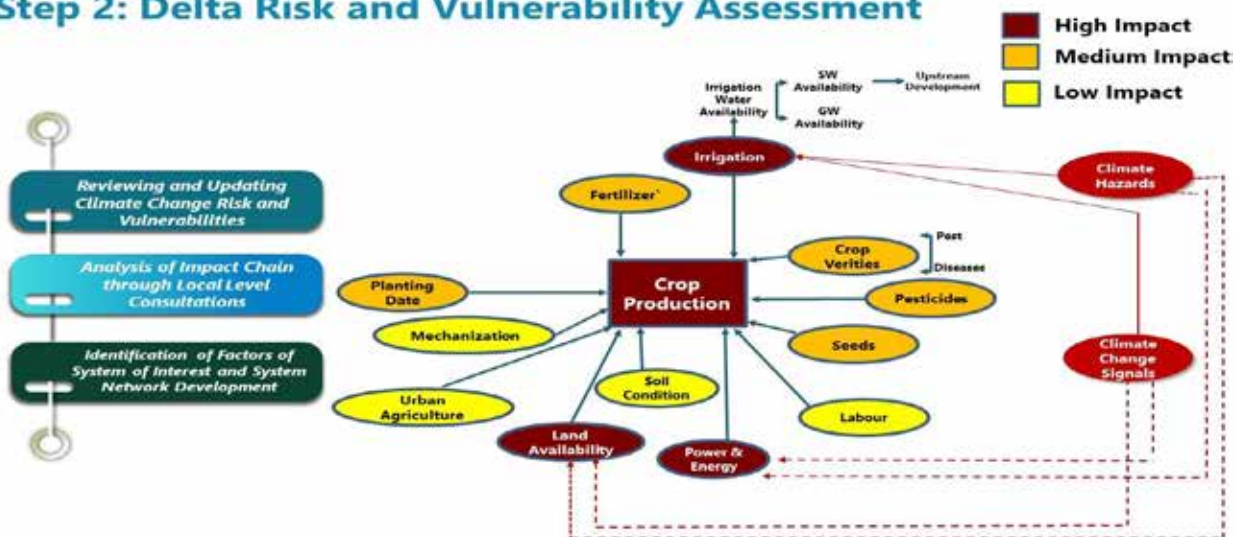 Step 2: Delta Risk and Vulnerability Assessment
High Impact
Medium Impact
Low Impact
Reviewing and Updating
Climate Change Risk and
Vulnerabilities
Analysis of Impact Chain
through Local Level
Consultations
Identification of Factors of
System of Interest and System
Network Development
Irrigation
Water
Availability
SW
Availability
GW
Availability
Upstream
Development
Irrigation
Climate
Hazards
Fertilizer`
Crop
Verities
Pest
Diseases
Planting
Date
Crop
Production
Pesticides
Mechanization
Seeds
Climate
Change
Signals
Urban
Agriculture
Soil
Condition
Labour
Land
Availability
Power &
Energy